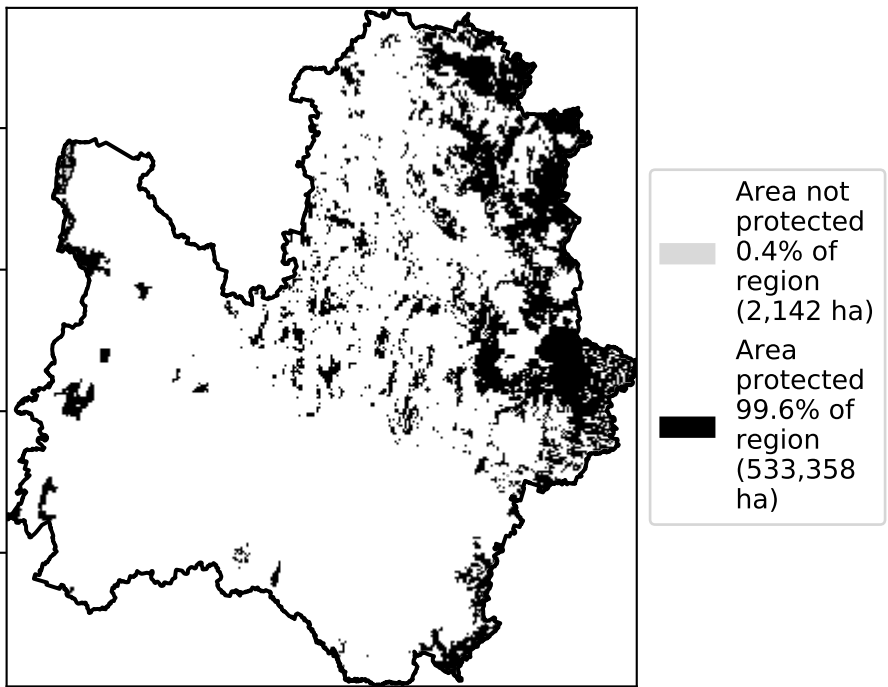 Area not
protected
0.4% of
region
(2,142 ha)
Area
protected
99.6% of
region
(533,358
ha)